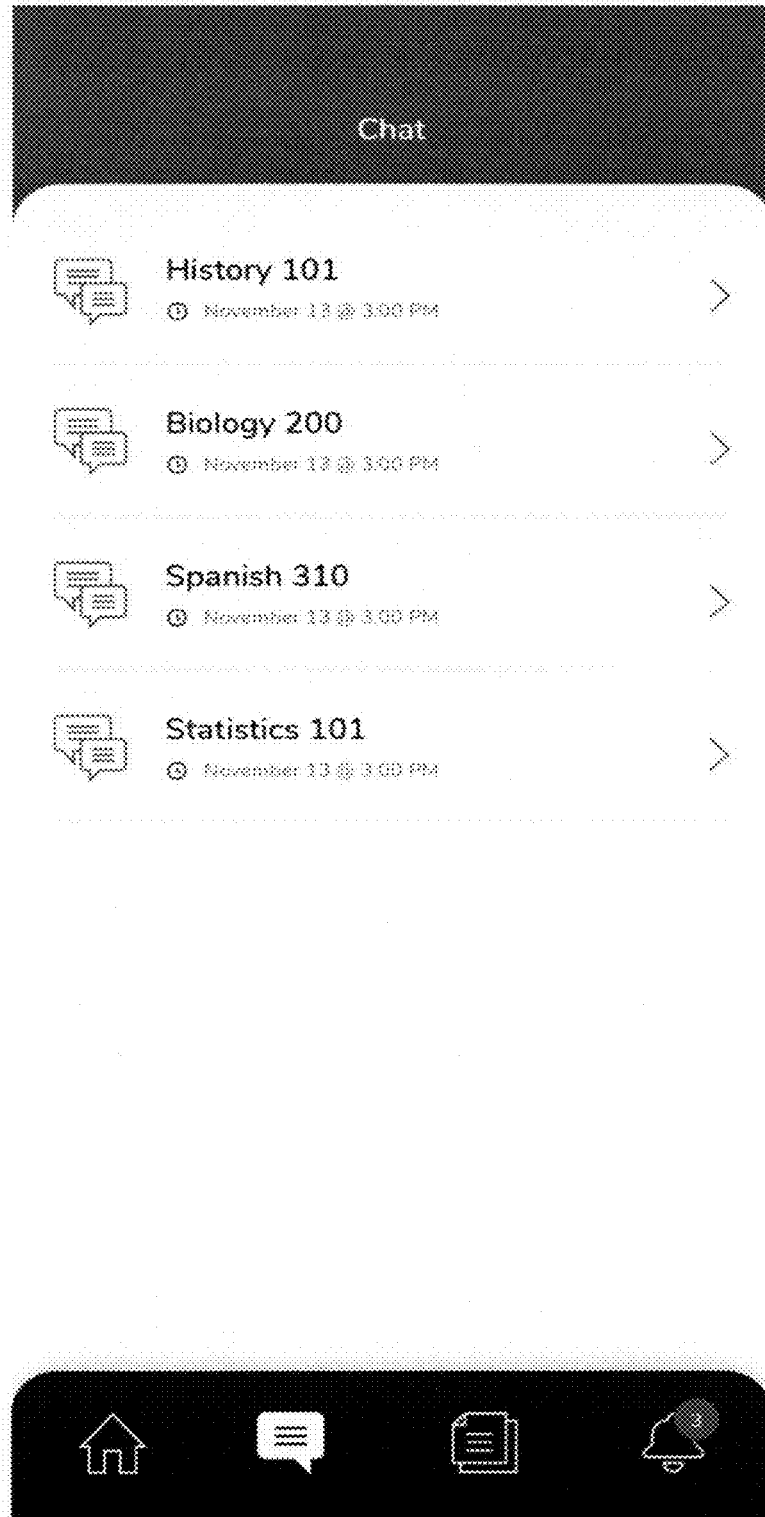 Chat
History 101
November 13 @ 3:00 PM
Biology 200
November 13 @ 3:00 PM
Spanish 310
November 13 @ 3:00 PM
Statistics 101
November 13 @ 3:00 PM
3